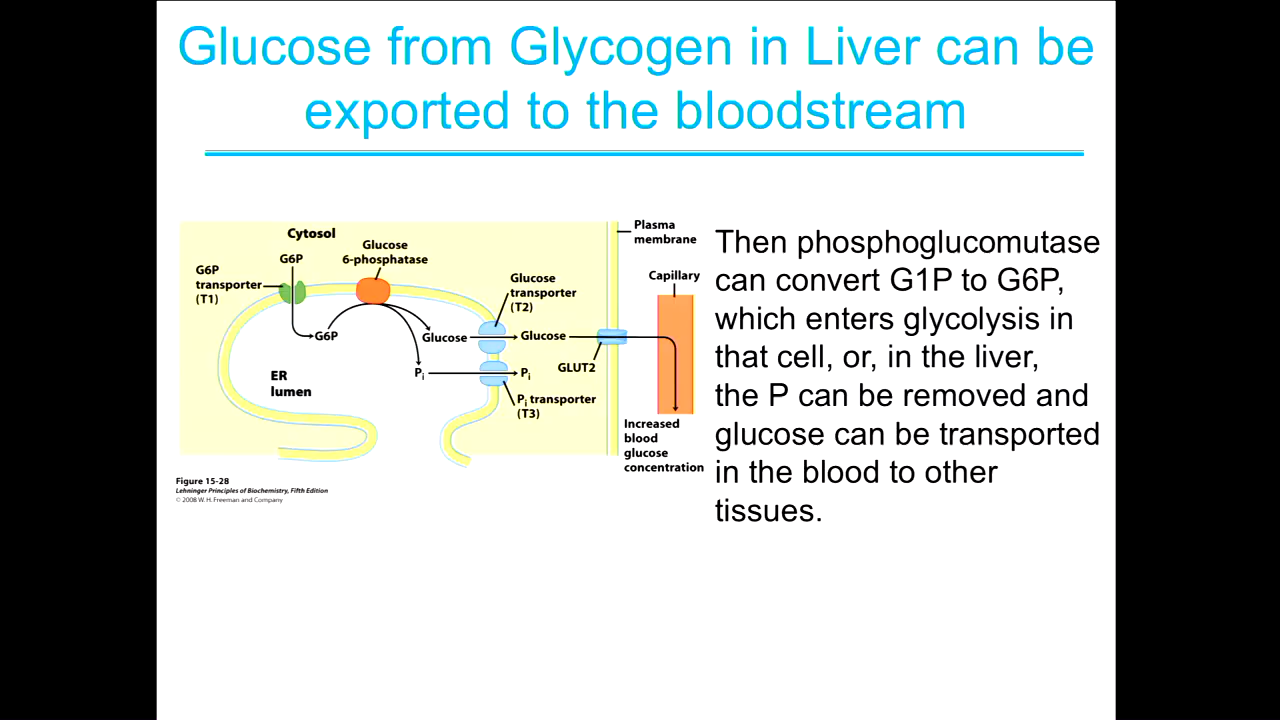 Glucose from Glycogen in Liver can be
exported to the bloodstream
Cytosol
G6P
Glucose
6-phosphatase
G6P
transporter
(T1)
G6P
ER
lumen
Glucose
Pi
Glucose
transporter
(T2)
Glucose
Pi
Pi transporter
(T3)
GLUT2
Plasma
membrane
Capillary
Increased
blood
glucose
concentration
Figure 15-28
Lehninger Principles of Biochemistry, Fifth Edition
© 2008 W. H. Freeman and Company
Then phosphoglucomutase
can convert G1P to G6P,
which enters glycolysis in
that cell, or, in the liver,
the P can be removed and
glucose can be transported
in the blood to other
tissues.